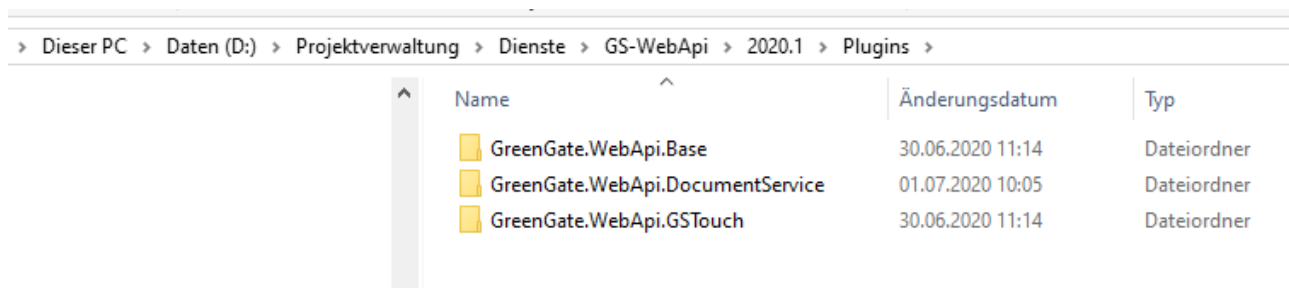 > Dieser PC > Daten (D:) > Projektverwaltung > Dienste > GS-WebApi > 2020.1 > Plugins >
Name Änderungsdatum Typ
GreenGate.WebApi.Base 30.06.2020 11:14 Dateiordner
GreenGate.WebApi.DocumentService 01.07.2020 10:05 Dateiordner
GreenGate.WebApi.GSTouch 30.06.2020 11:14 Dateiordner